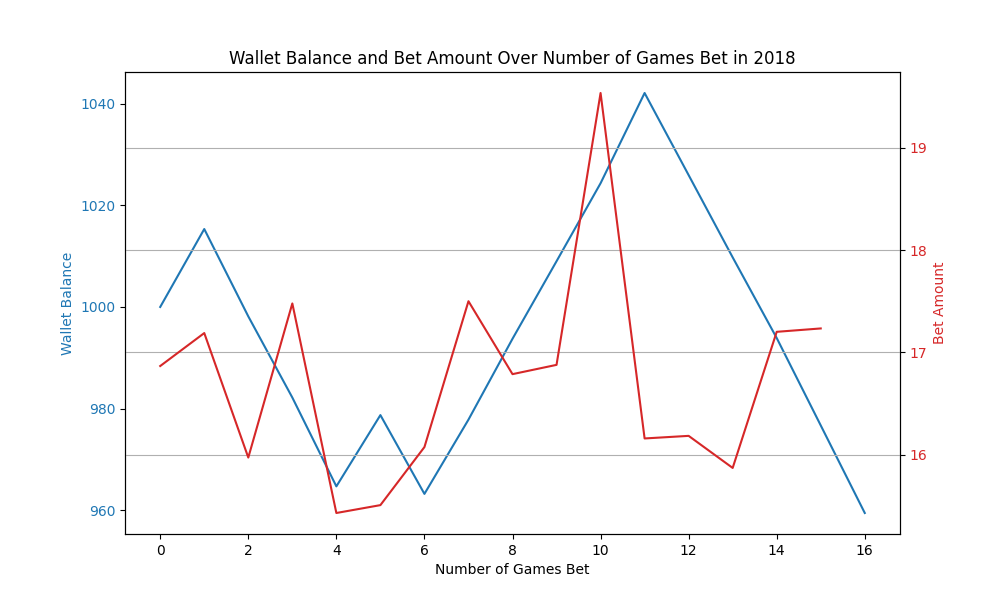 Wallet Balance and Bet Amount Over Number of Games Bet in 2018
1040
1020
1000
980
960
Wallet Balance
19
18
17
16
Bet Amount
0 2 4 6 8 10 12 14 16
Number of Games Bet